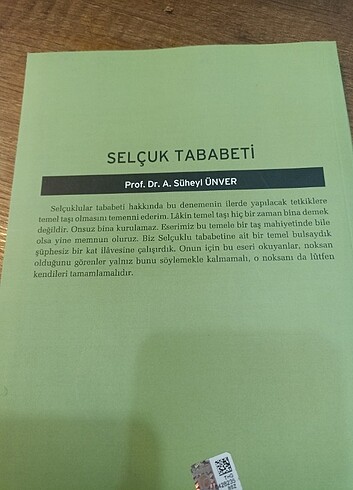 SELÇUK TABABETİ
Prof. Dr. A. Süheyl ÜNVER
Selçuklular tababeti hakkında bu denemenin ilerde yapılacak tetkiklere
temel taşı olmasını temenni ederim. Lâkin temel taşı hiç bir zaman bina demek
değildir. Onsuz bina kurulamaz. Eserimiz bu temele bir taş mahiyetinde bile
olsa yine memnun oluruz. Biz Selçuklu tababetine ait bir temel bulsaydık
şüphesiz bir kat ilâvesine çalışırdık. Onun için bu eseri okuyanlar, noksan
olduğunu görenler yalnız bunu söylemekle kalmamalı, o noksanı da lûtfen
kendileri tamamlamalıdır.